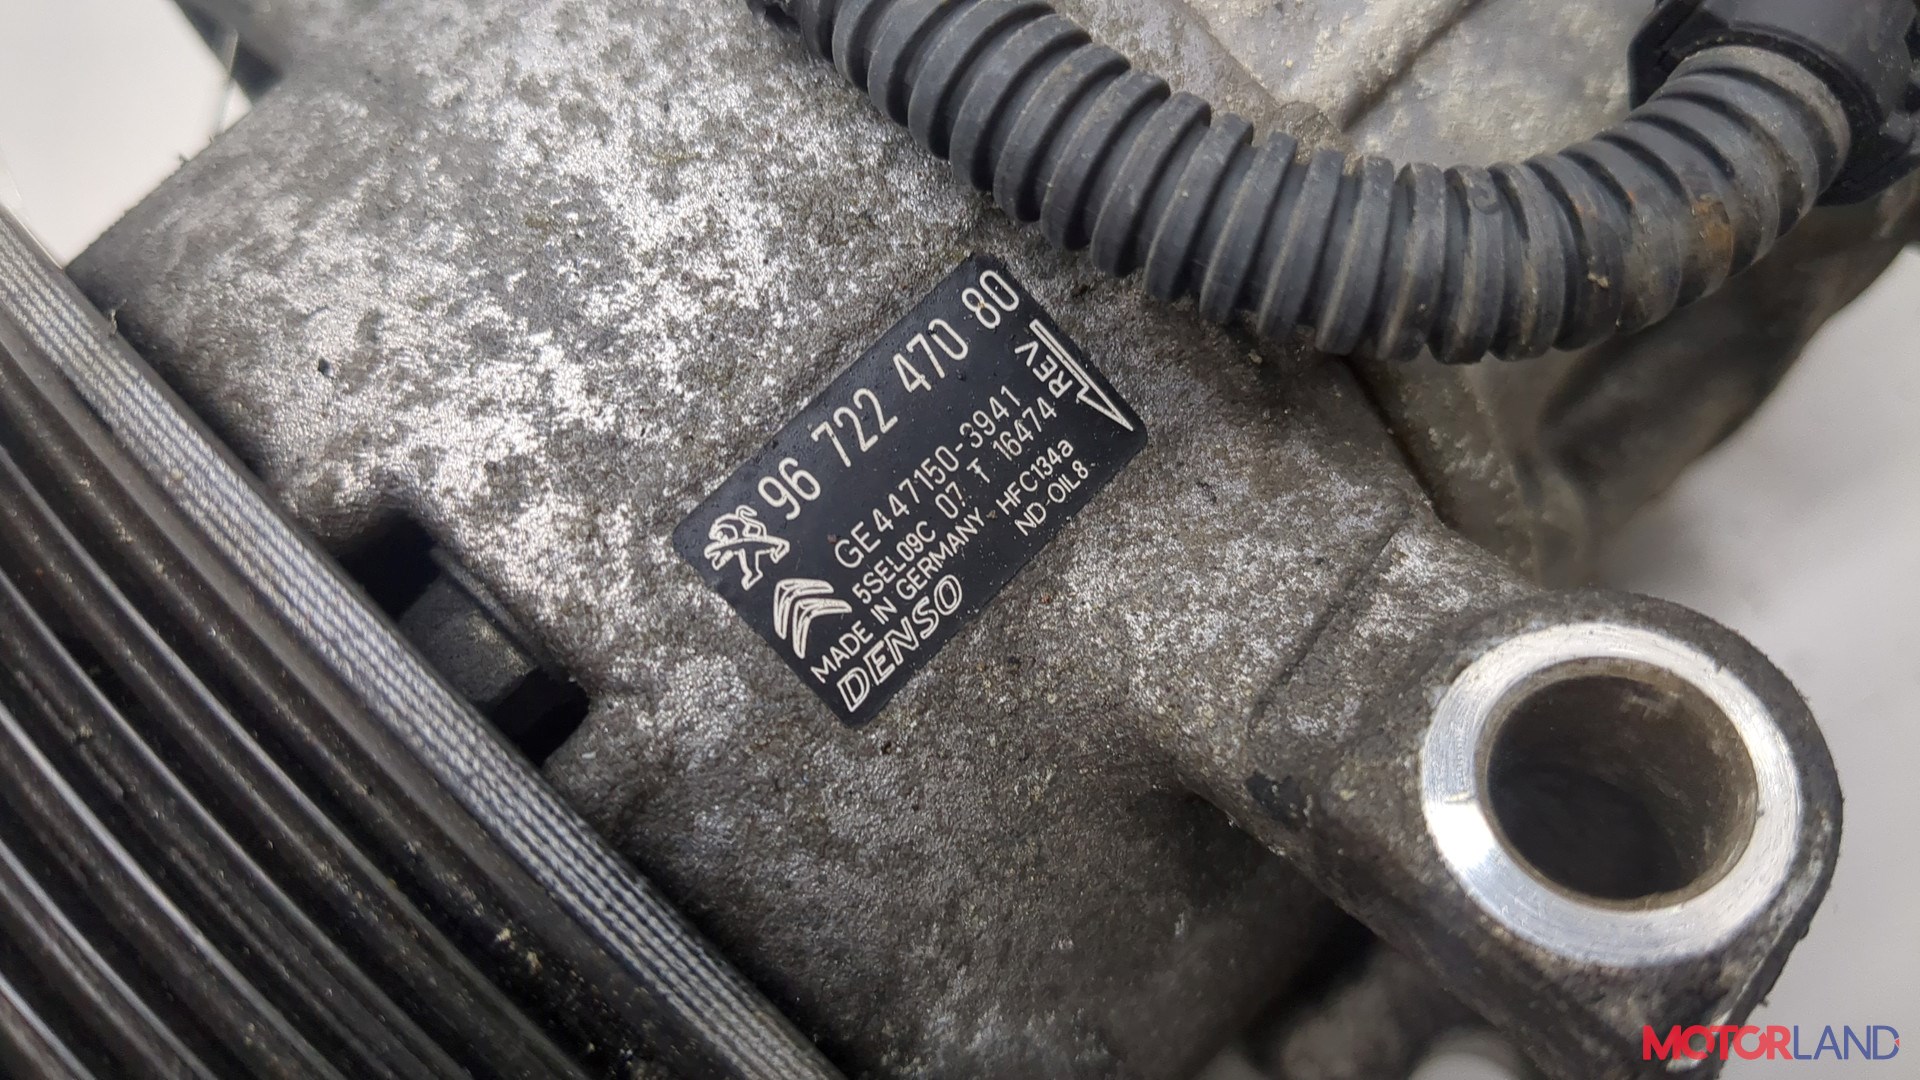 96 722 470 80
GE447150-3941
5SEL09C 07 T 16474
REV
MADE IN GERMANY HFC134a
DENSO
ND-OIL8
MOTORLAND